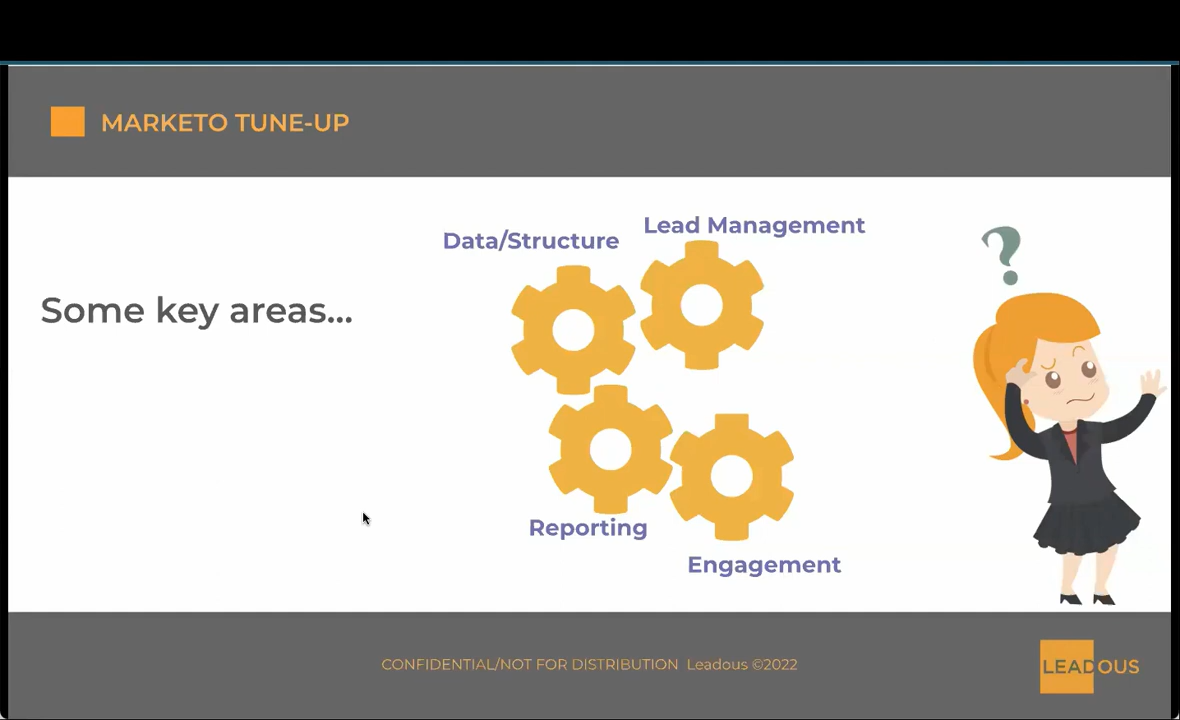 MARKETO TUNE-UP
Data/Structure
Lead Management
?
Some key areas...
Reporting
Engagement
CONFIDENTIAL/NOT FOR DISTRIBUTION Leadous ©2022
LEADOUS